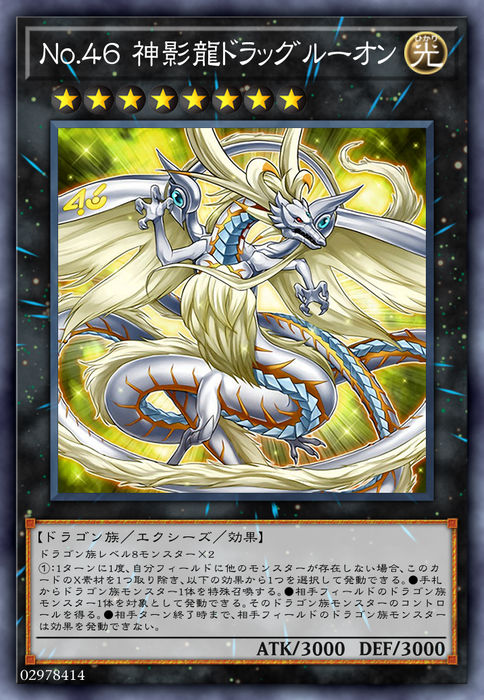 No.46 神影龍ドラッグルーオン
ひかり
光
46
【ドラゴン族／エクシーズ／効果】
ドラゴン族レベル8モンスター×2
①:1ターンに1度、自分フィールドに他のモンスターが存在しない場合、このカ
ードのX素材を1つ取り除き、以下の効果から1つを選択して発動できる。●手札
からドラゴン族モンスター1体を特殊召喚する。●相手フィールドのドラゴン族
モンスター1体を対象として発動できる。そのドラゴン族モンスターのコントロール
を得る。●相手ターン終了時まで、相手フィールドのドラゴン族モンスター
は効果を発動できない。
ATK/3000 DEF/3000
02978414